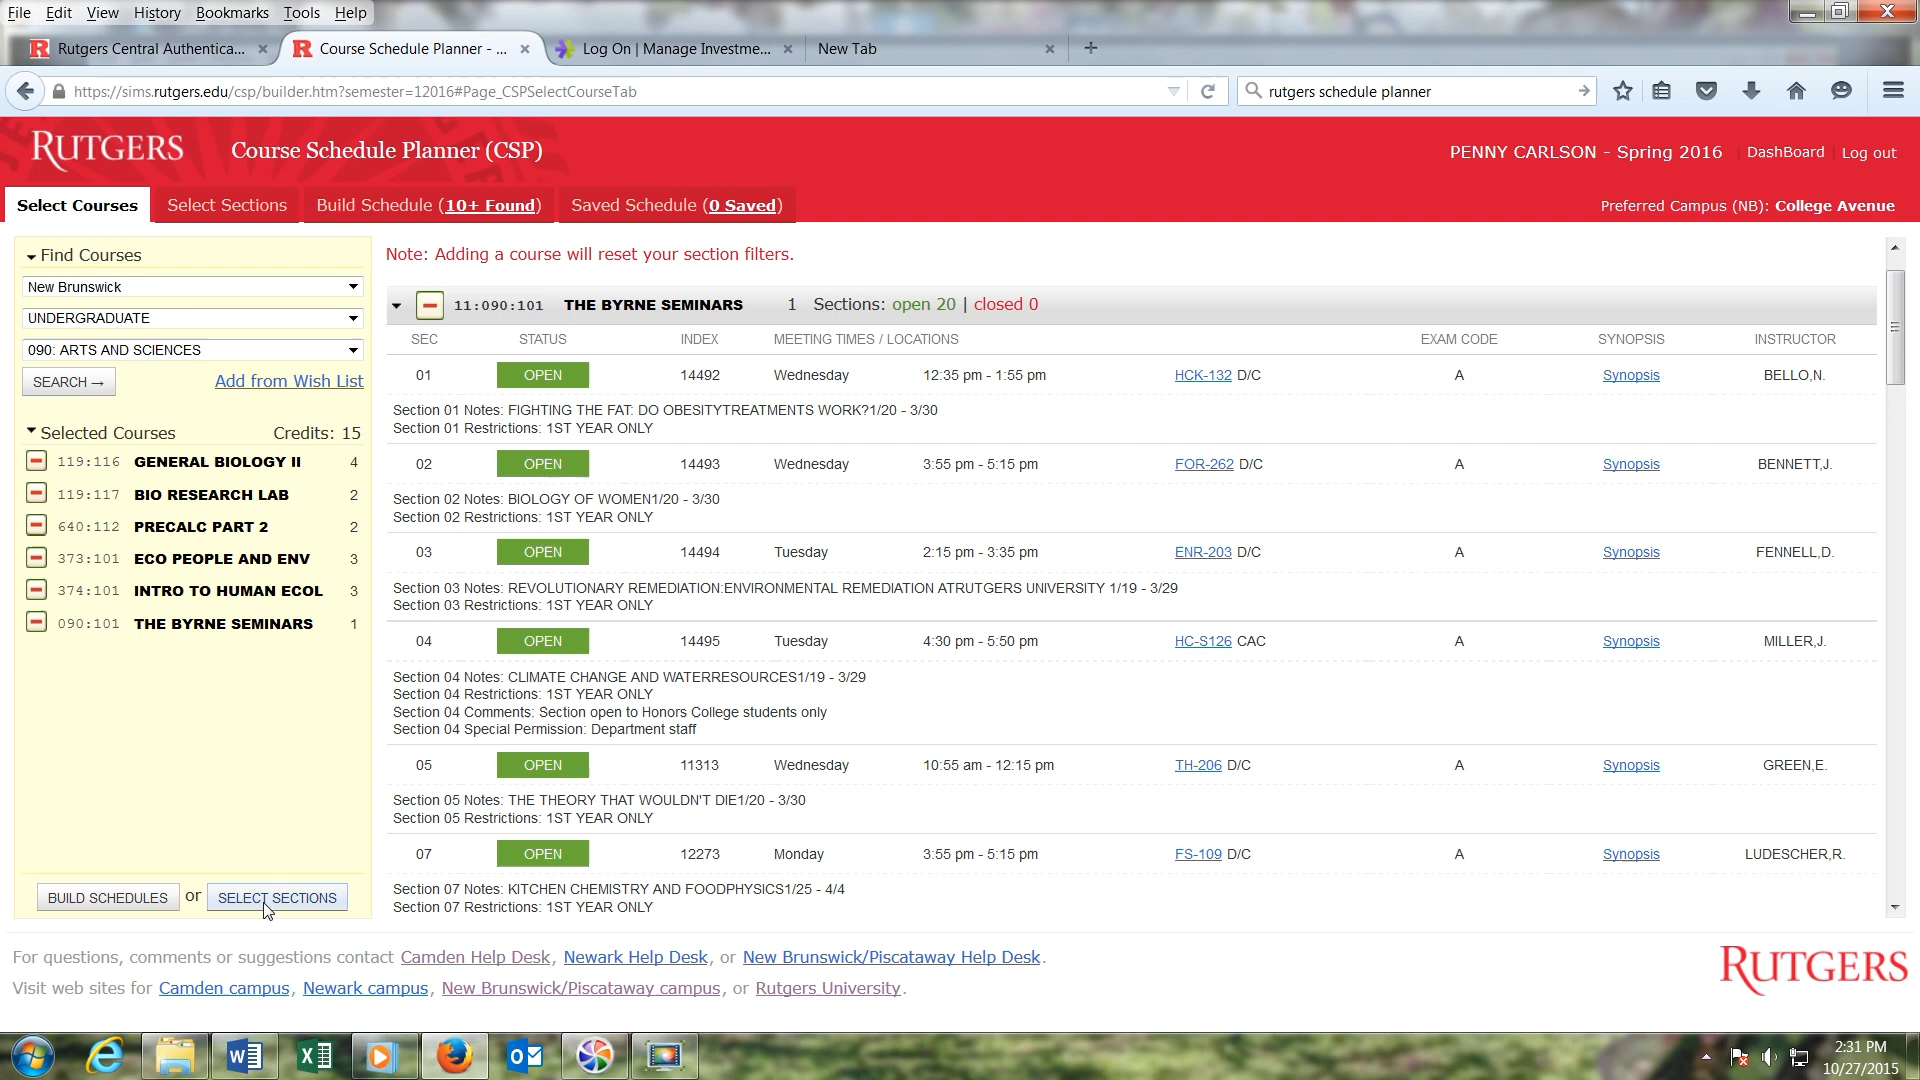 File Edit View History Bookmarks Tools Help
Rutgers Central Authentica... × Course Schedule Planner - ... × Log On | Manage Investme... × New Tab × +
https://sims.rutgers.edu/csp/builder.htm?semester=12016#Page_CSPSelectCourseTab rutgers schedule planner
RUTGERS Course Schedule Planner (CSP) PENNY CARLSON - Spring 2016 DashBoard Log out
Select Courses Select Sections Build Schedule (10+ Found) Saved Schedule (0 Saved) Preferred Campus (NB): College Avenue
Find Courses
New Brunswick
UNDERGRADUATE
090: ARTS AND SCIENCES
SEARCH → Add from Wish List
Selected Courses Credits: 15
119:116 GENERAL BIOLOGY II 4
119:117 BIO RESEARCH LAB 2
640:112 PRECALC PART 2 2
373:101 ECO PEOPLE AND ENV 3
374:101 INTRO TO HUMAN ECOL 3
090:101 THE BYRNE SEMINARS 1
BUILD SCHEDULES or SELECT SECTIONS
Note: Adding a course will reset your section filters.
11:090:101 THE BYRNE SEMINARS 1 Sections: open 20 | closed 0
SEC STATUS INDEX MEETING TIMES / LOCATIONS EXAM CODE SYNOPSIS INSTRUCTOR
01 OPEN 14492 Wednesday 12:35 pm - 1:55 pm HCK-132 D/C A Synopsis BELLO,N.
Section 01 Notes: FIGHTING THE FAT: DO OBESITYTREATMENTS WORK?1/20 - 3/30
Section 01 Restrictions: 1ST YEAR ONLY
02 OPEN 14493 Wednesday 3:55 pm - 5:15 pm FOR-262 D/C A Synopsis BENNETT,J.
Section 02 Notes: BIOLOGY OF WOMEN1/20 - 3/30
Section 02 Restrictions: 1ST YEAR ONLY
03 OPEN 14494 Tuesday 2:15 pm - 3:35 pm ENR-203 D/C A Synopsis FENNELL,D.
Section 03 Notes: REVOLUTIONARY REMEDIATION:ENVIRONMENTAL REMEDIATION ATRUTGERS UNIVERSITY 1/19 - 3/29
Section 03 Restrictions: 1ST YEAR ONLY
04 OPEN 14495 Tuesday 4:30 pm - 5:50 pm HC-S126 CAC A Synopsis MILLER,J.
Section 04 Notes: CLIMATE CHANGE AND WATERRESOURCES1/19 - 3/29
Section 04 Restrictions: 1ST YEAR ONLY
Section 04 Comments: Section open to Honors College students only
Section 04 Special Permission: Department staff
05 OPEN 11313 Wednesday 10:55 am - 12:15 pm TH-206 D/C A Synopsis GREEN,E.
Section 05 Notes: THE THEORY THAT WOULDN'T DIE1/20 - 3/30
Section 05 Restrictions: 1ST YEAR ONLY
07 OPEN 12273 Monday 3:55 pm - 5:15 pm FS-109 D/C A Synopsis LUDESCHER,R.
Section 07 Notes: KITCHEN CHEMISTRY AND FOODPHYSICS1/25 - 4/4
Section 07 Restrictions: 1ST YEAR ONLY
For questions, comments or suggestions contact Camden Help Desk, Newark Help Desk, or New Brunswick/Piscataway Help Desk.
Visit web sites for Camden campus, Newark campus, New Brunswick/Piscataway campus, or Rutgers University.
RUTGERS
2:31 PM
10/27/2015